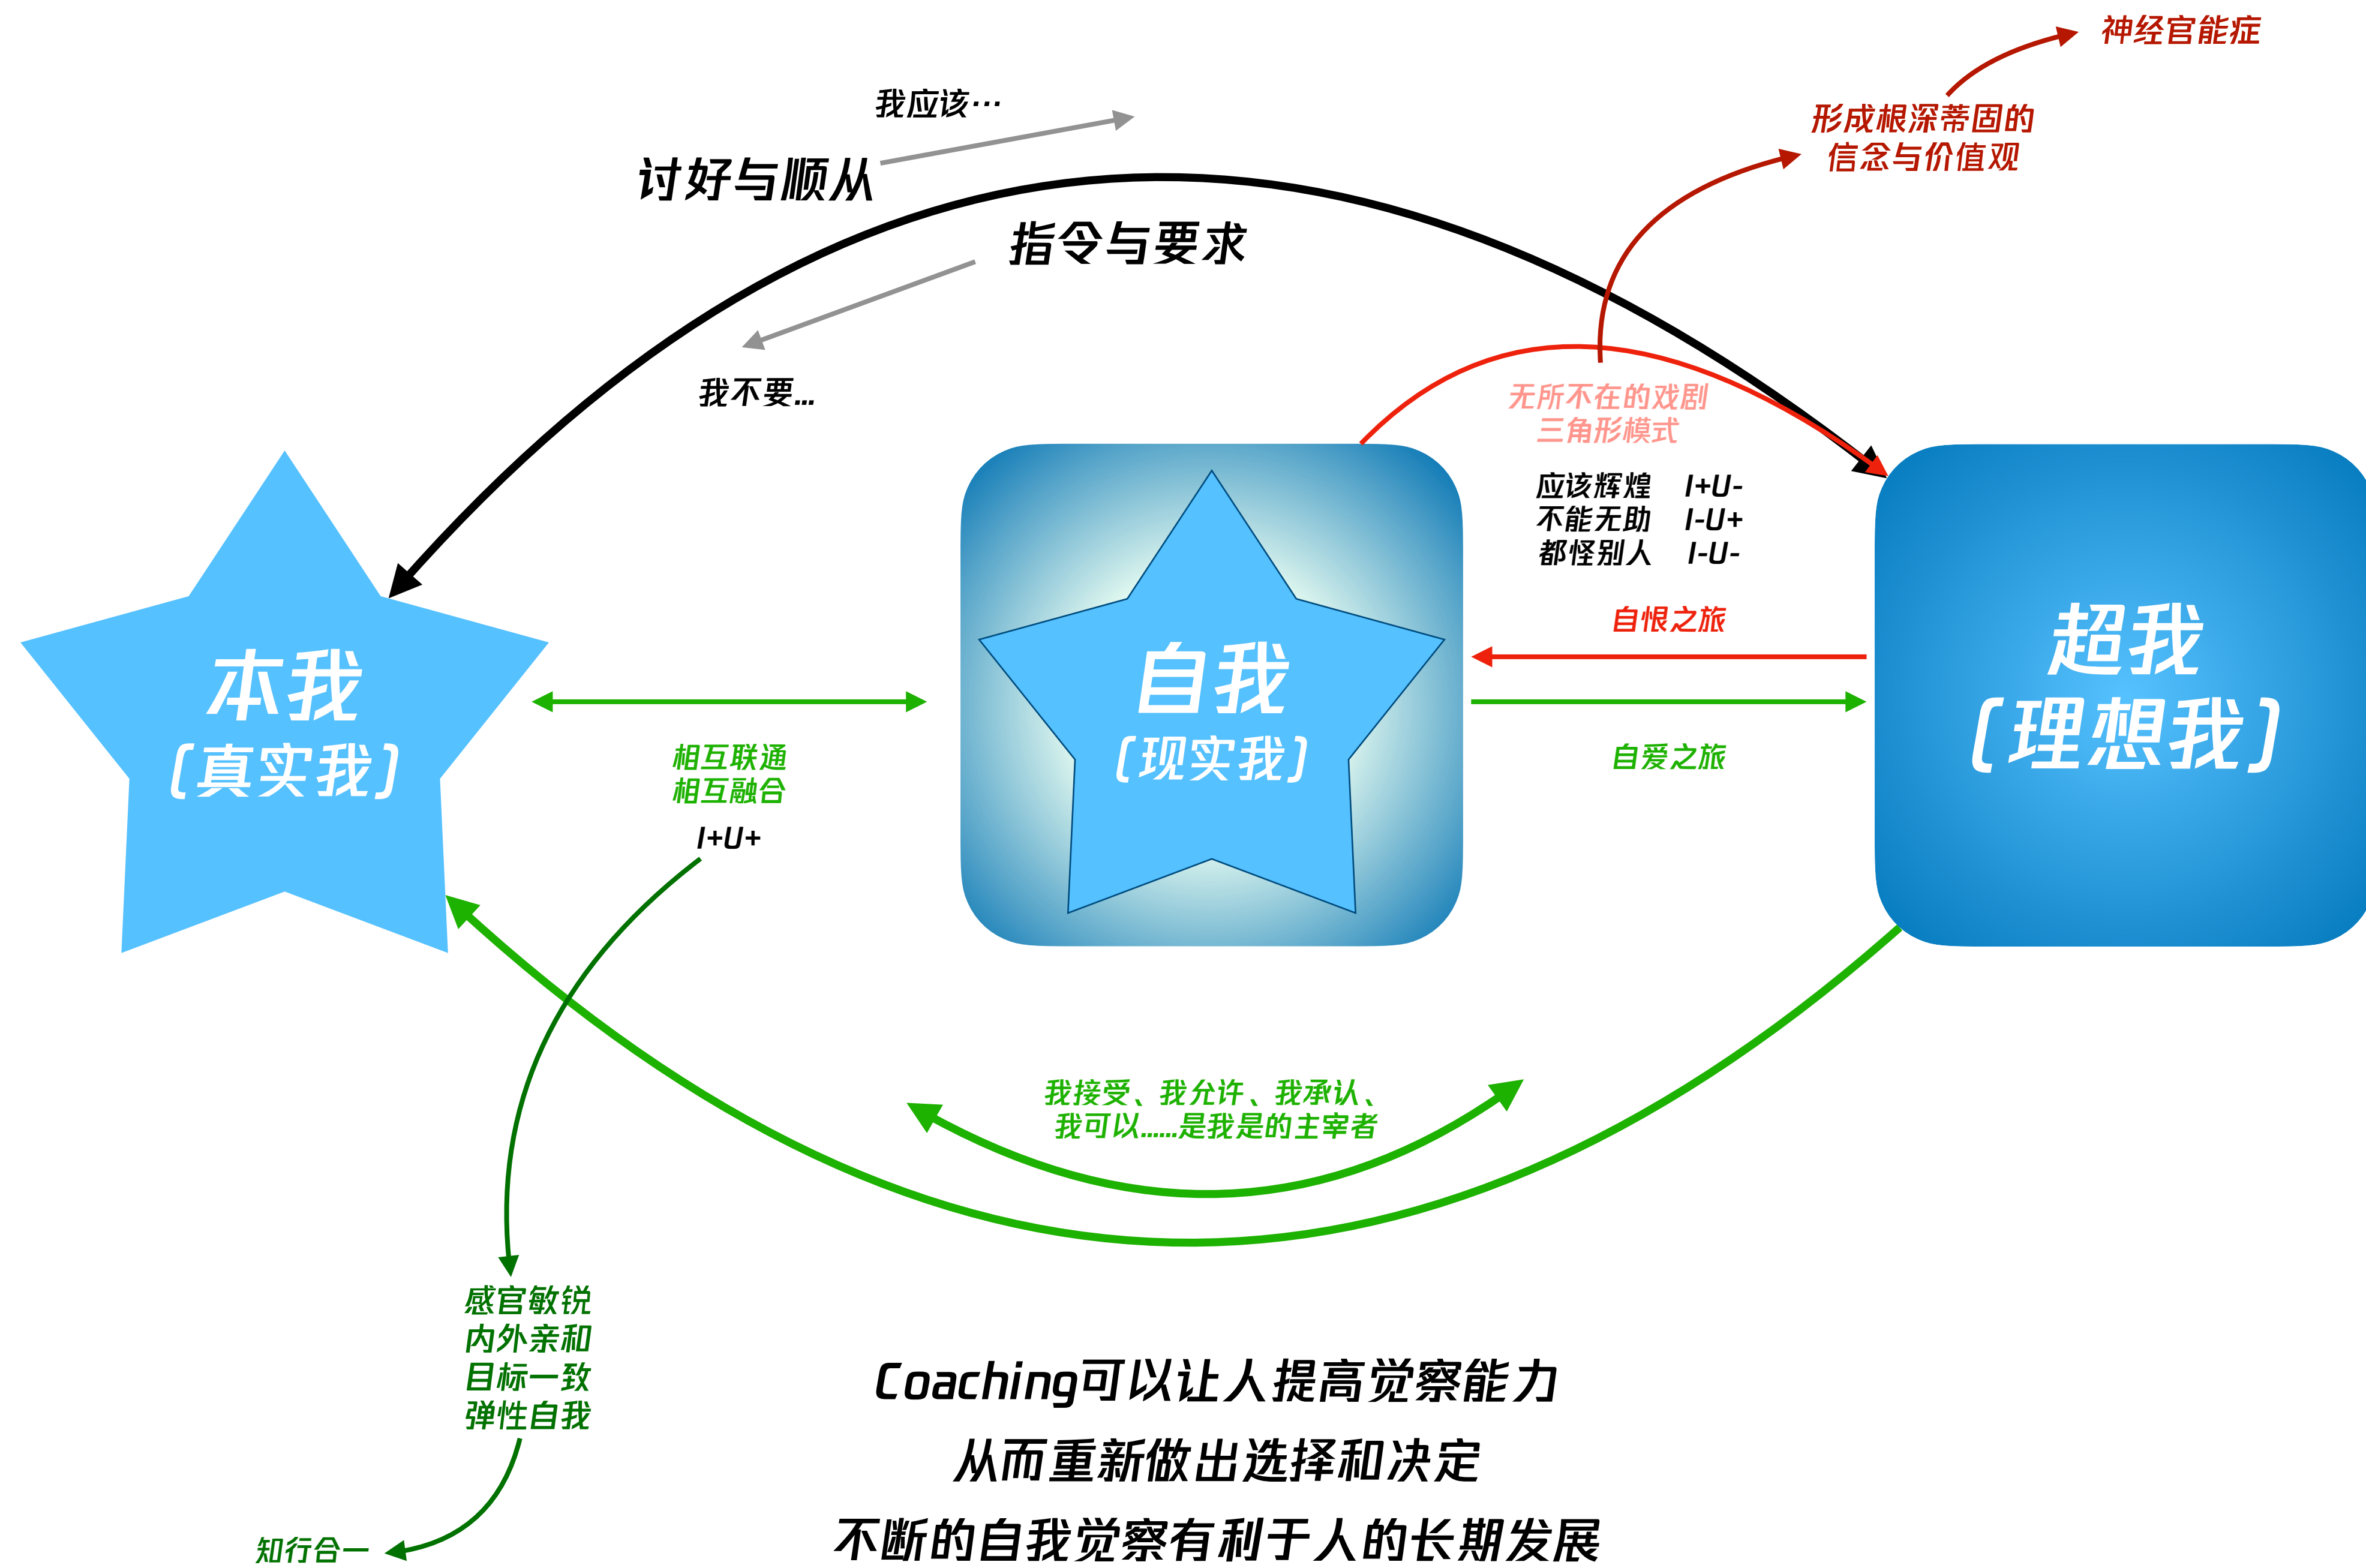 神经官能症
我应该…
形成根深蒂固的
信念与价值观
讨好与顺从
指令与要求
我不要...
无所不在的戏剧
三角形模式
应该辉煌 I+U-
不能无助 I-U+
都怪别人 I-U-
自恨之旅
本我
(真实我)
自我
(现实我)
超我
(理想我)
相互联通
相互融合
I+U+
自爱之旅
我接受、我允许、我承认、
我可以......是我是的主宰者
感官敏锐
内外亲和
目标一致
弹性自我
知行合一
Coaching可以让人提高觉察能力
从而重新做出选择和决定
不断的自我觉察有利于人的长期发展